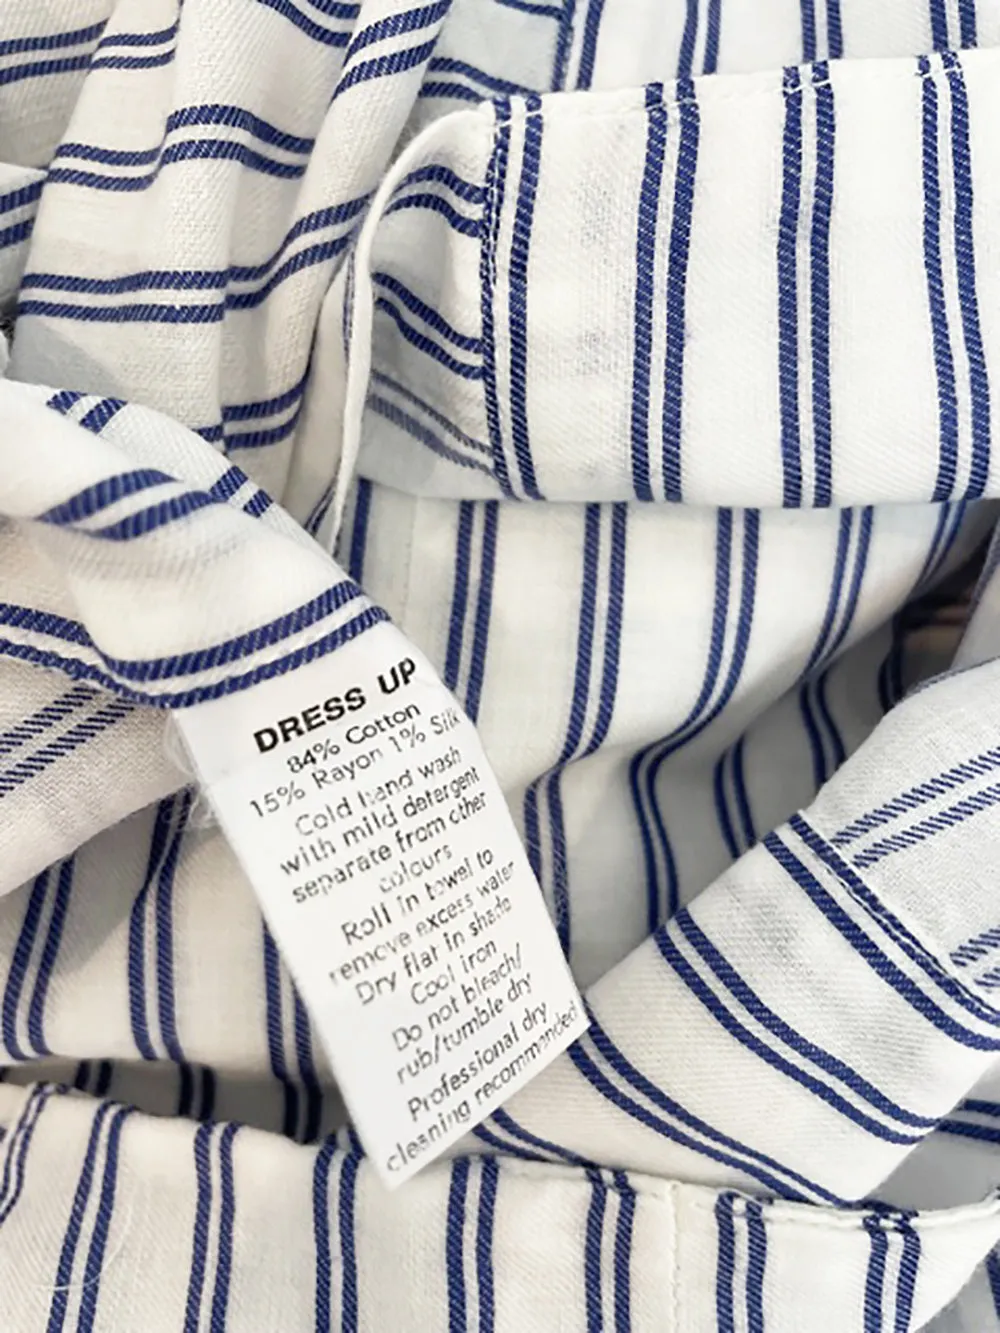 DRESS UP
84% Cotton
15% Rayon 1% Silk
Cold hand wash
with mild detergent
separate from other
colours
Roll in towel to
remove excess water
Dry flat in shade
Cool iron
Do not bleach/
rub/tumble dry
Professional dry
cleaning recommended